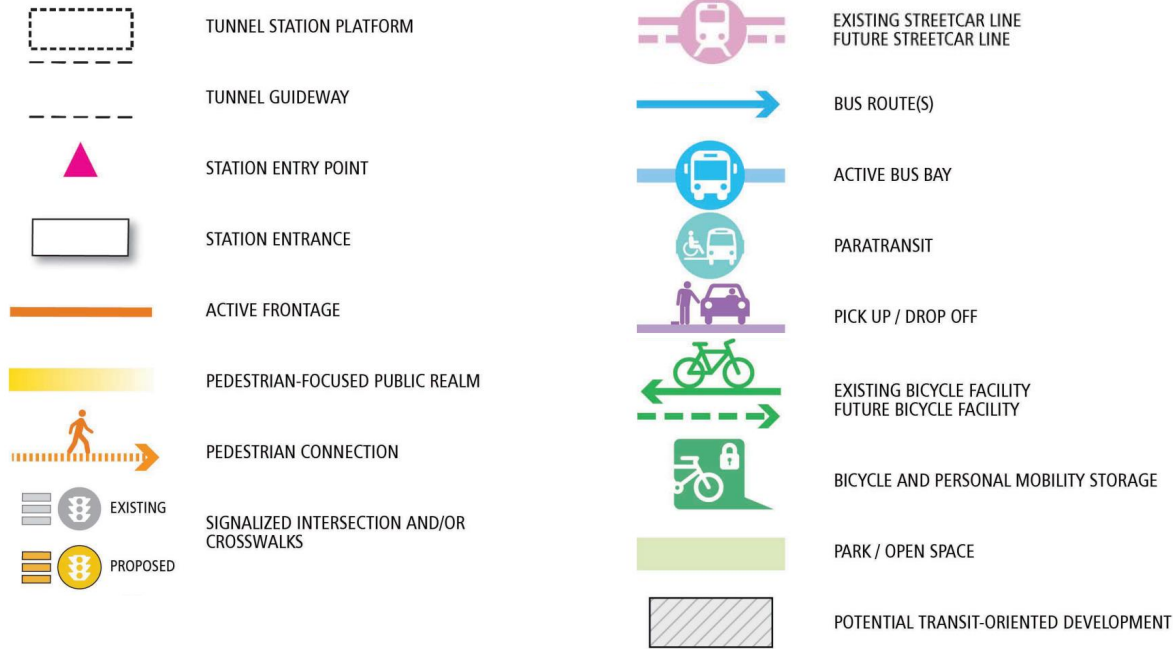 TUNNEL STATION PLATFORM
TUNNEL GUIDEWAY
STATION ENTRY POINT
STATION ENTRANCE
ACTIVE FRONTAGE
PEDESTRIAN-FOCUSED PUBLIC REALM
PEDESTRIAN CONNECTION
EXISTING
PROPOSED
SIGNALIZED INTERSECTION AND/OR
CROSSWALKS
EXISTING STREETCAR LINE
FUTURE STREETCAR LINE
BUS ROUTE(S)
ACTIVE BUS BAY
PARATRANSIT
PICK UP / DROP OFF
EXISTING BICYCLE FACILITY
FUTURE BICYCLE FACILITY
BICYCLE AND PERSONAL MOBILITY STORAGE
PARK / OPEN SPACE
POTENTIAL TRANSIT-ORIENTED DEVELOPMENT